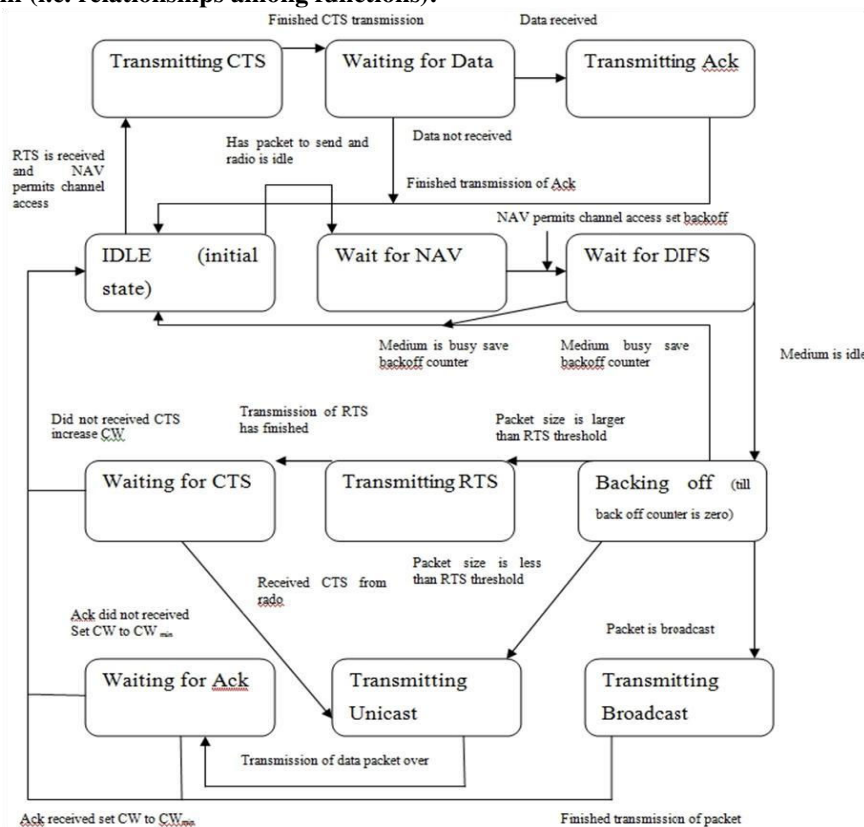 (i.e. relationships among functions).
Finished CTS transmission
Data received
Transmitting CTS
Waiting for Data
Transmitting Ack
RTS is received
and NAV
permits channel
access
Has packet to send and
radio is idle
Data not received
Finished transmission of Ack
NAV permits channel access set backoff
IDLE (initial
state)
Wait for NAV
Wait for DIFS
Medium is busy save
backoff counter
Medium busy save
backoff counter
Medium is idle
Did not received CTS
increase CW
Transmission of RTS
has finished
Packet size is larger
than RTS threshold
Waiting for CTS
Transmitting RTS
Backing off (till
back off counter is zero)
Received CTS from
rado
Packet size is less
than RTS threshold
Ack did not received
Set CW to CW min
Packet is broadcast
Waiting for Ack
Transmitting
Unicast
Transmitting
Broadcast
Transmission of data packet over
Ack received set CW to CWmin
Finished transmission of packet